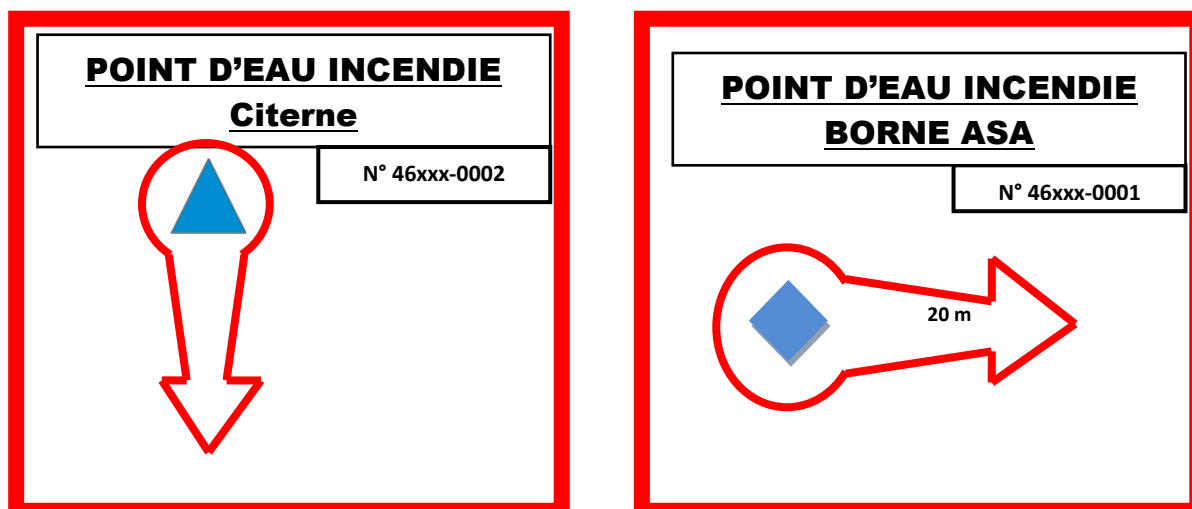 POINT D'EAU INCENDIE
Citerne
N° 46xxx-0002
POINT D'EAU INCENDIE
BORNE ASA
N° 46xxx-0001
20 m